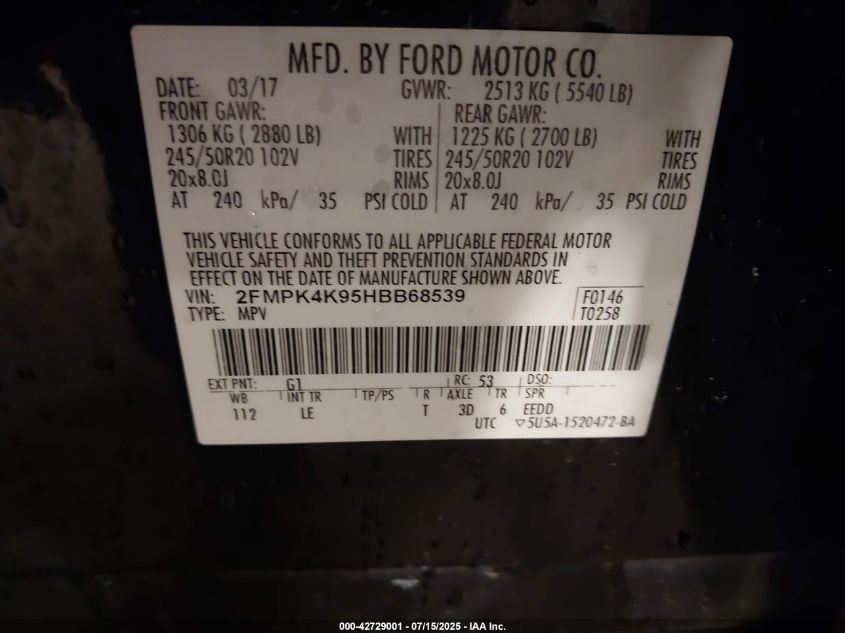 MFD. BY FORD MOTOR CO.
DATE: 03/17 GVWR: 2513 KG ( 5540 LB)
FRONT GAWR: REAR GAWR:
1306 KG ( 2880 LB) WITH 1225 KG ( 2700 LB) WITH
245/50R20 102V TIRES 245/50R20 102V TIRES
20x8.0J RIMS 20x8.0J RIMS
AT 240 kPa/ 35 PSI COLD AT 240 kPa/ 35 PSI COLD
THIS VEHICLE CONFORMS TO ALL APPLICABLE FEDERAL MOTOR
VEHICLE SAFETY AND THEFT PREVENTION STANDARDS IN
EFFECT ON THE DATE OF MANUFACTURE SHOWN ABOVE.
VIN: 2FMPK4K95HBB68539 F0146
TYPE: MPV T0258
EXT PNT: G1 RC: 53 DSO:
WB INT TR TP/PS R AXLE TR SPR
112 LE T 3D 6 EEDD
UTC ▽5U5A-1520472-BA
000-42729001 - 07/15/2025 - IAA Inc.